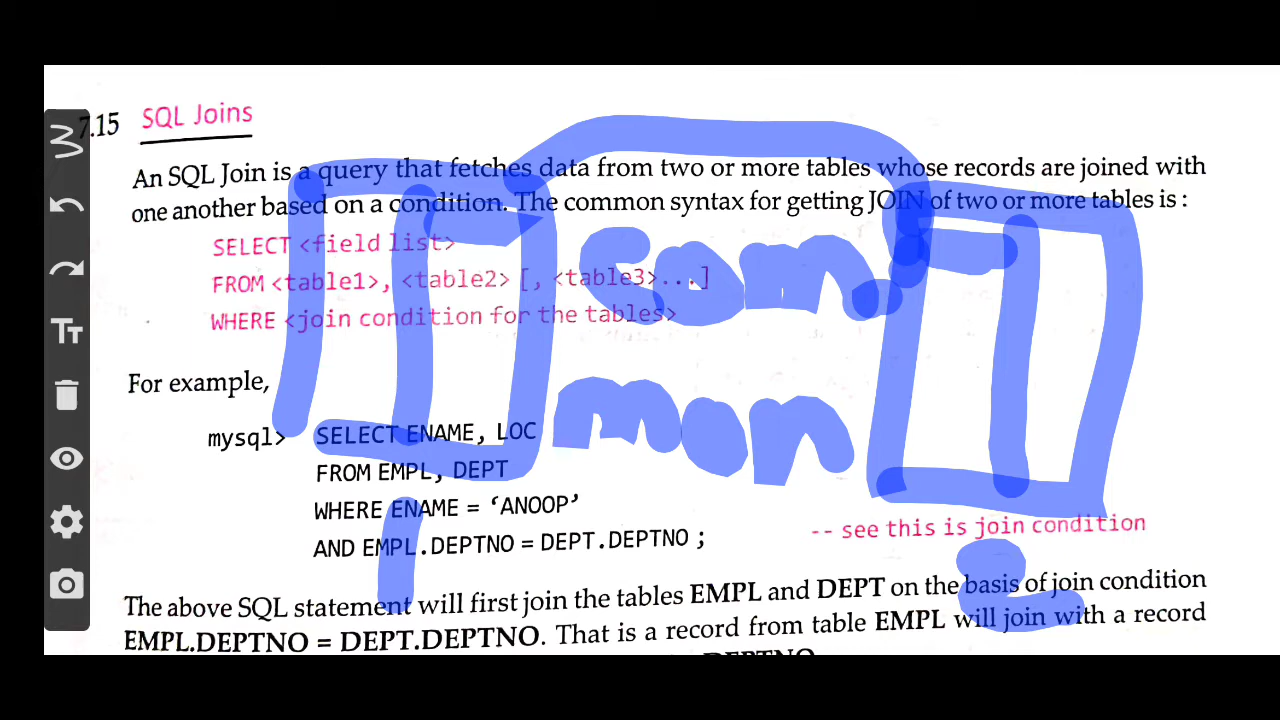 7.15 SQL Joins
An SQL Join is a query that fetches data from two or more tables whose records are joined with
one another based on a condition. The common syntax for getting JOIN of two or more tables is :
SELECT <field list>
FROM <table1>, <table2> [, <table3>...]
WHERE <join condition for the tables>
com.
mon
For example,
mysql> SELECT ENAME, LOC
FROM EMPL, DEPT
WHERE ENAME = ‘ANOOP’
AND EMPL.DEPTNO = DEPT.DEPTNO ; -- see this is join condition
1 2
The above SQL statement will first join the tables EMPL and DEPT on the basis of join condition
EMPL.DEPTNO = DEPT.DEPTNO. That is a record from table EMPL will join with a record